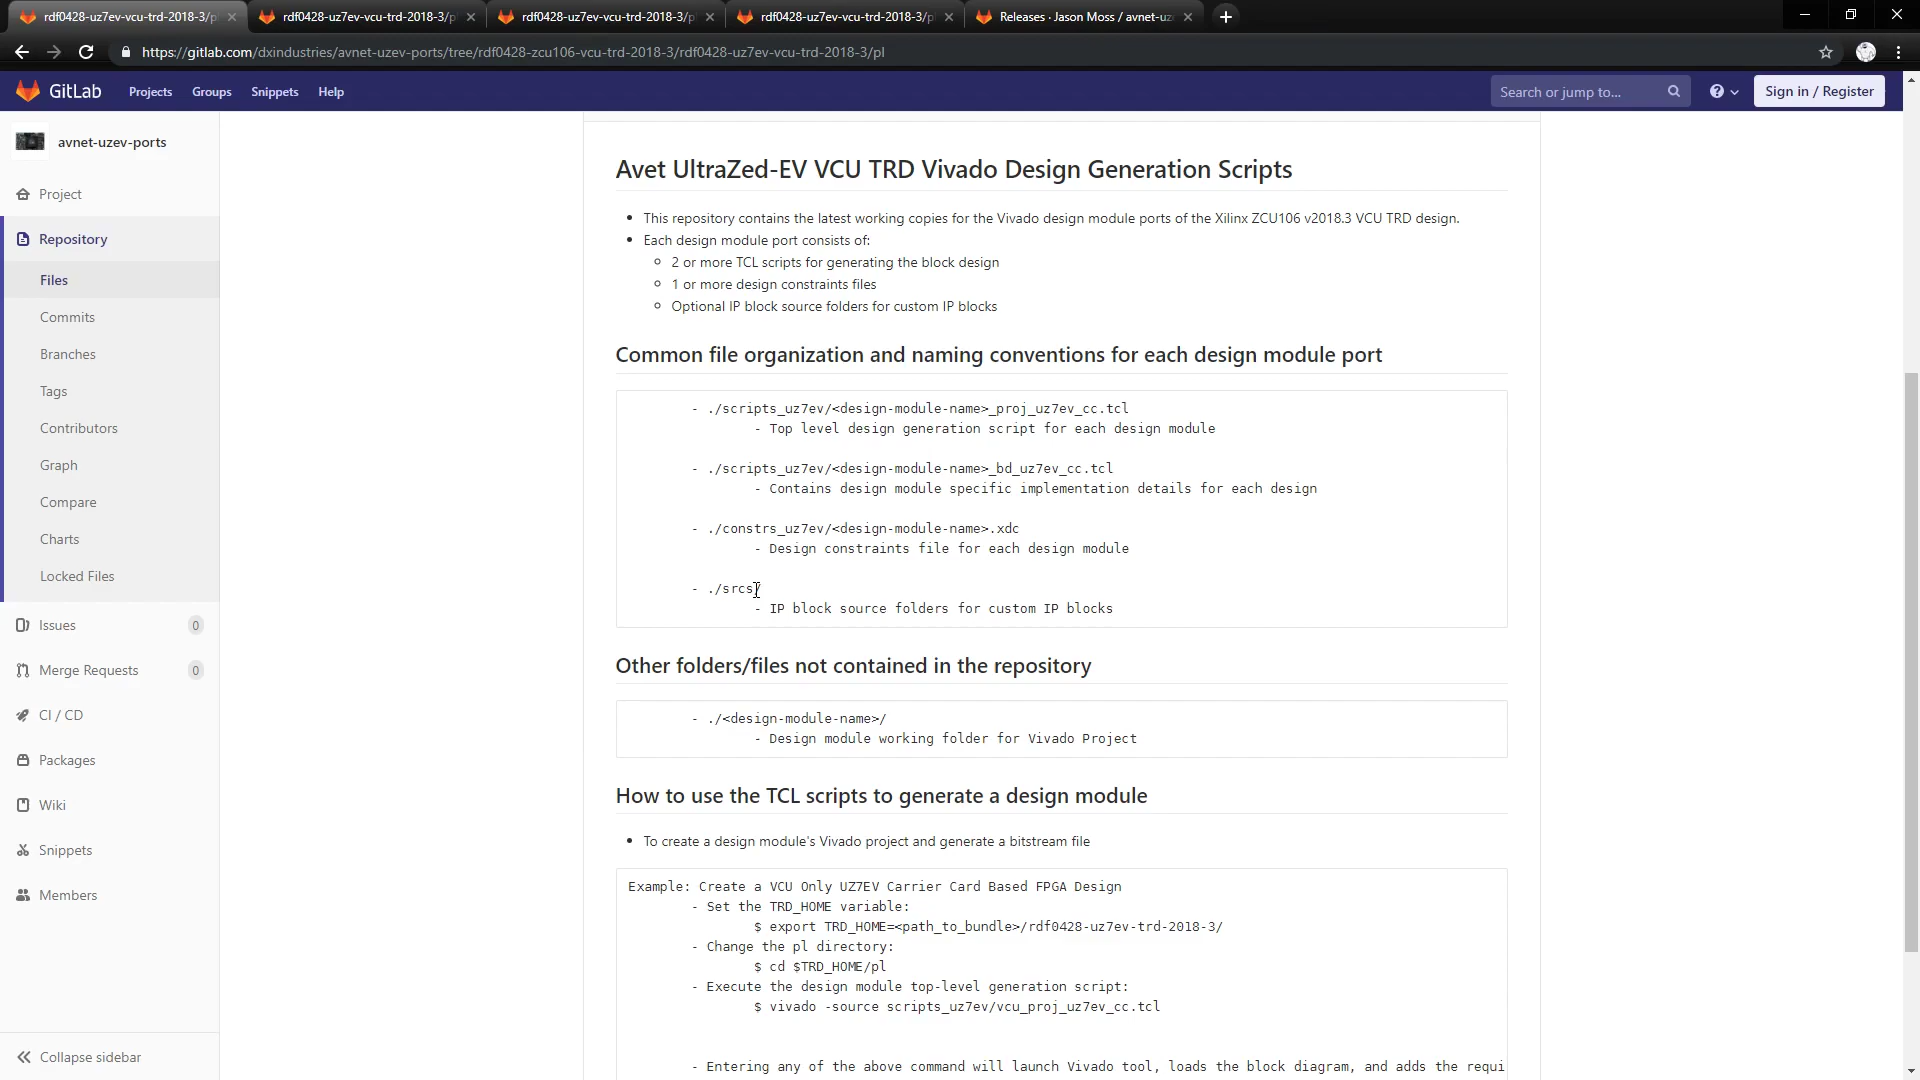 rdf0428-uz7ev-vcu-trd-2018-3/pl
rdf0428-uz7ev-vcu-trd-2018-3/pl
rdf0428-uz7ev-vcu-trd-2018-3/pl
rdf0428-uz7ev-vcu-trd-2018-3/pl
Releases · Jason Moss / avnet-uz
https://gitlab.com/dxindustries/avnet-uzev-ports/tree/rdf0428-zcu106-vcu-trd-2018-3/rdf0428-uz7ev-vcu-trd-2018-3/pl
GitLab
Projects
Groups
Snippets
Help
Search or jump to...
Sign in / Register
avnet-uzev-ports
Project
Repository
Files
Commits
Branches
Tags
Contributors
Graph
Compare
Charts
Locked Files
Issues 0
Merge Requests 0
CI / CD
Packages
Wiki
Snippets
Members
Collapse sidebar
Avet UltraZed-EV VCU TRD Vivado Design Generation Scripts
This repository contains the latest working copies for the Vivado design module ports of the Xilinx ZCU106 v2018.3 VCU TRD design.
Each design module port consists of:
2 or more TCL scripts for generating the block design
1 or more design constraints files
Optional IP block source folders for custom IP blocks
Common file organization and naming conventions for each design module port
- ./scripts_uz7ev/<design-module-name>_proj_uz7ev_cc.tcl
- Top level design generation script for each design module
- ./scripts_uz7ev/<design-module-name>_bd_uz7ev_cc.tcl
- Contains design module specific implementation details for each design
- ./constrs_uz7ev/<design-module-name>.xdc
- Design constraints file for each design module
- ./srcs/
- IP block source folders for custom IP blocks
Other folders/files not contained in the repository
- ./<design-module-name>/
- Design module working folder for Vivado Project
How to use the TCL scripts to generate a design module
To create a design module's Vivado project and generate a bitstream file
Example: Create a VCU Only UZ7EV Carrier Card Based FPGA Design
- Set the TRD_HOME variable:
$ export TRD_HOME=<path_to_bundle>/rdf0428-uz7ev-trd-2018-3/
- Change the pl directory:
$ cd $TRD_HOME/pl
- Execute the design module top-level generation script:
$ vivado -source scripts_uz7ev/vcu_proj_uz7ev_cc.tcl
- Entering any of the above command will launch Vivado tool, loads the block diagram, and adds the requi